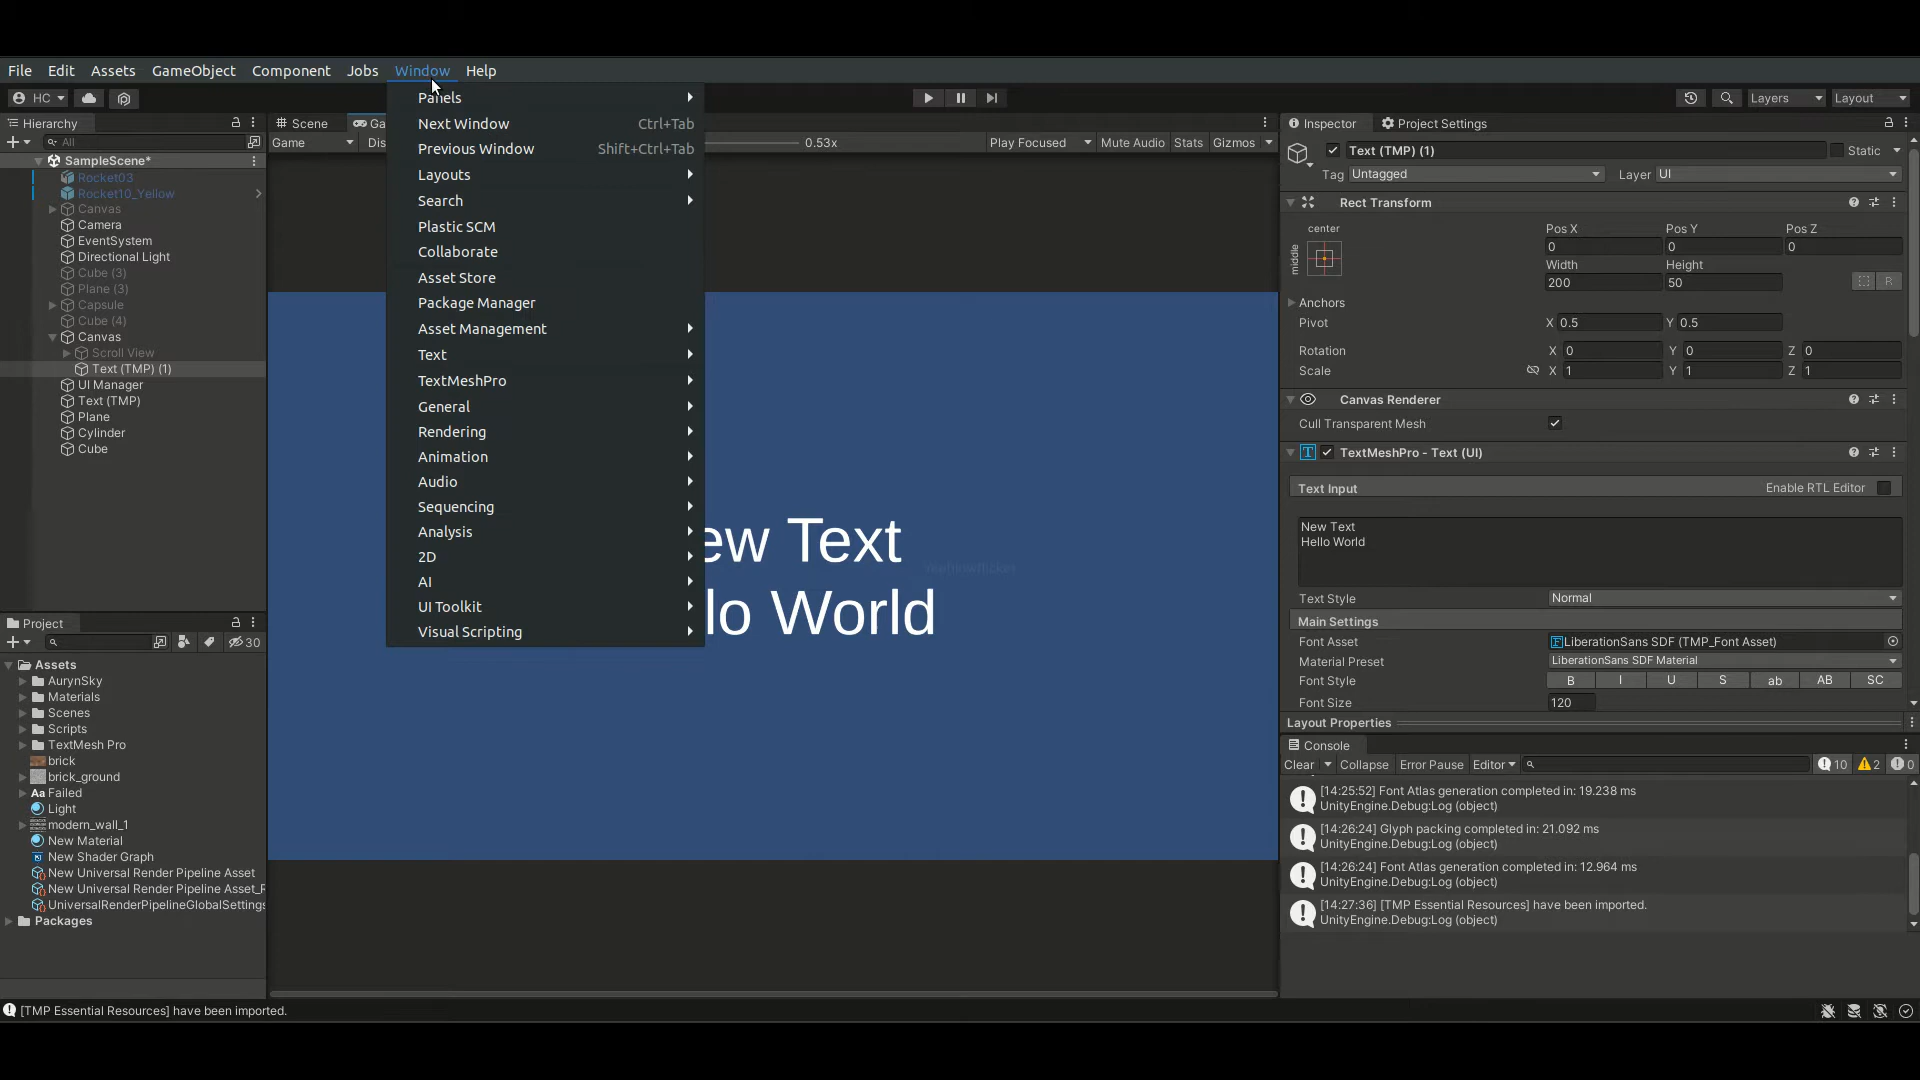 File Edit Assets GameObject Component Jobs Window Help
HC
Layers Layout
Hierarchy
All
SampleScene*
Rocket03
Rocket10_Yellow
Canvas
Camera
EventSystem
Directional Light
Cube (3)
Plane (3)
Capsule
Cube (4)
Canvas
Scroll View
Text (TMP) (1)
UI Manager
Text (TMP)
Plane
Cylinder
Cube
Project
30
Assets
AurynSky
Materials
Scenes
Scripts
TextMesh Pro
brick
brick_ground
Aa Failed
Light
modern_wall_1
New Material
New Shader Graph
New Universal Render Pipeline Asset
New Universal Render Pipeline Asset_F
UniversalRenderPipelineGlobalSettings
Packages
[TMP Essential Resources] have been imported.
Scene Ga
Game Dis
0.53x Play Focused Mute Audio Stats Gizmos
Panels
Next Window Ctrl+Tab
Previous Window Shift+Ctrl+Tab
Layouts
Search
Plastic SCM
Collaborate
Asset Store
Package Manager
Asset Management
Text
TextMeshPro
General
Rendering
Animation
Audio
Sequencing
Analysis
2D
AI
UI Toolkit
Visual Scripting
ew Text
lo World
Inspector Project Settings
Text (TMP) (1) Static
Tag Untagged Layer UI
Rect Transform
center
middle
Pos X Pos Y Pos Z
0 0 0
Width Height
200 50
R
Anchors
Pivot X 0.5 Y 0.5
Rotation X 0 Y 0 Z 0
Scale X 1 Y 1 Z 1
Canvas Renderer
Cull Transparent Mesh
T TextMeshPro - Text (UI)
Text Input Enable RTL Editor
New Text
Hello World
Text Style Normal
Main Settings
Font Asset LiberationSans SDF (TMP_Font Asset)
Material Preset LiberationSans SDF Material
Font Style B I U S ab AB SC
Font Size 120
Layout Properties
Console
Clear Collapse Error Pause Editor 10 2 0
[14:25:52] Font Atlas generation completed in: 19.238 ms
UnityEngine.Debug:Log (object)
[14:26:24] Glyph packing completed in: 21.092 ms
UnityEngine.Debug:Log (object)
[14:26:24] Font Atlas generation completed in: 12.964 ms
UnityEngine.Debug:Log (object)
[14:27:36] [TMP Essential Resources] have been imported.
UnityEngine.Debug:Log (object)